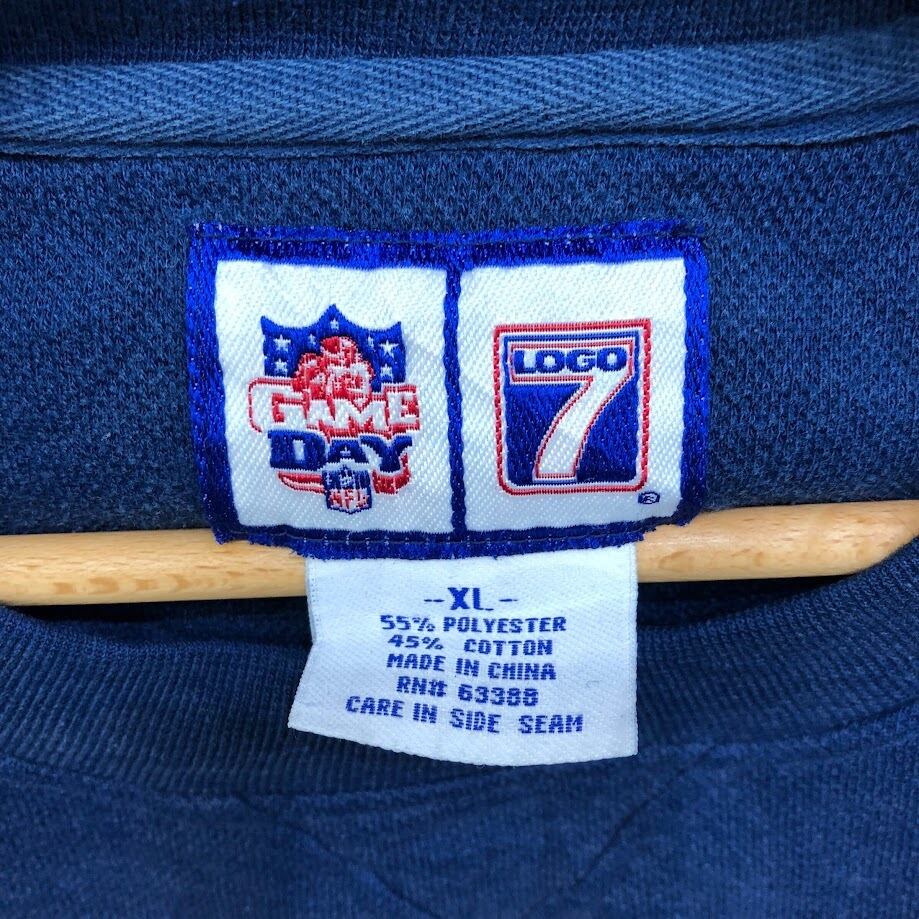 GAME
DAY
NFL
LOGO
7
®
--XL-
55% POLYESTER
45% COTTON
MADE IN CHINA
RN# 63388
CARE IN SIDE SEAM